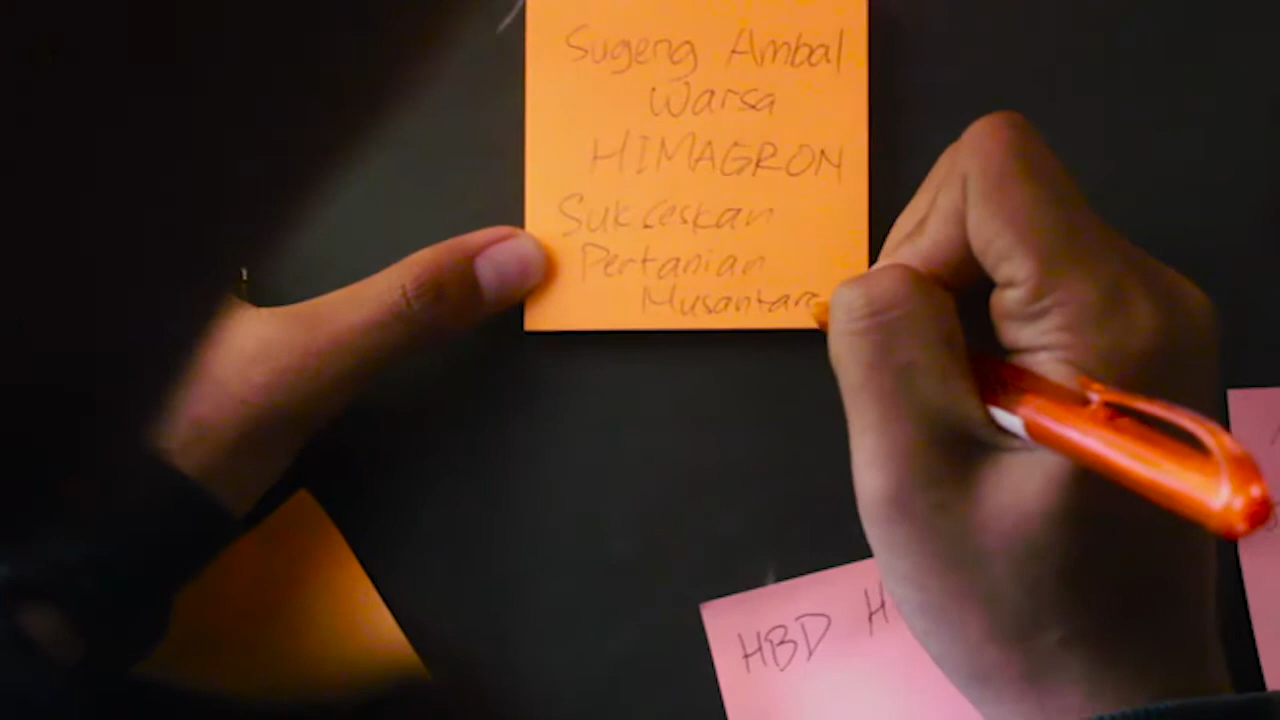 Sugeng Ambal
Warsa
HIMAGRON
Sukseskan
Pertanian
Nusantara
HBD H